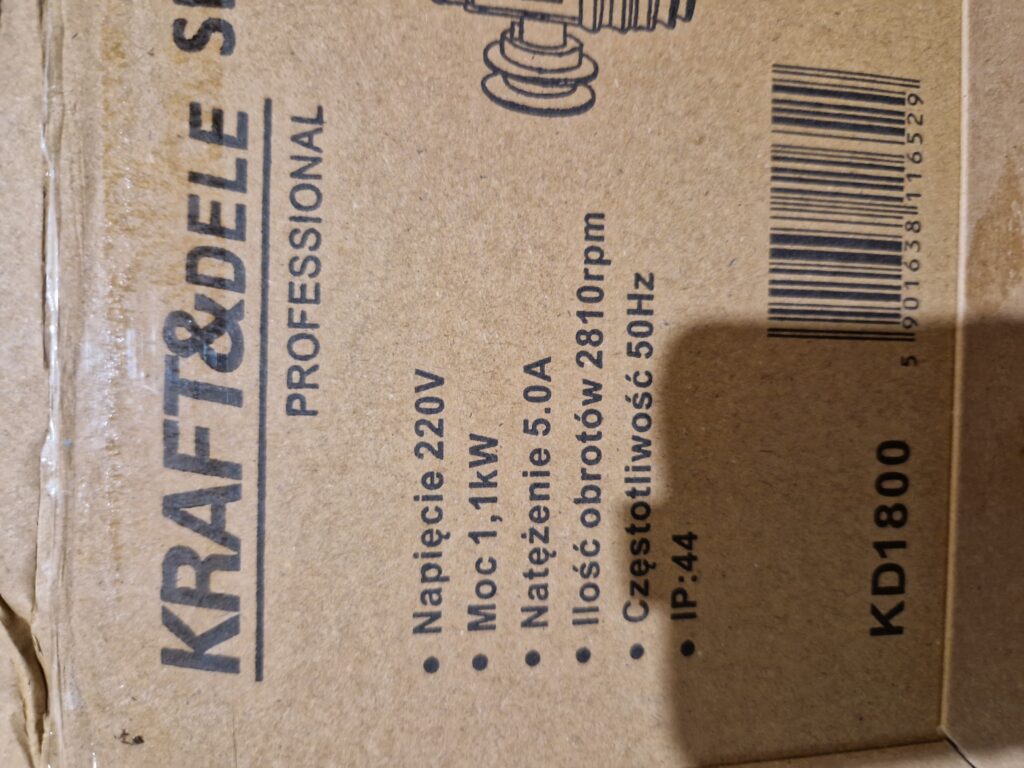 KRAFT&DELE
PROFESSIONAL
• Napięcie 220V
• Moc 1,1kW
• Natężenie 5.0A
• Ilość obrotów 2810rpm
• Częstotliwość 50Hz
• IP:44
KD1800
5 901638 116529